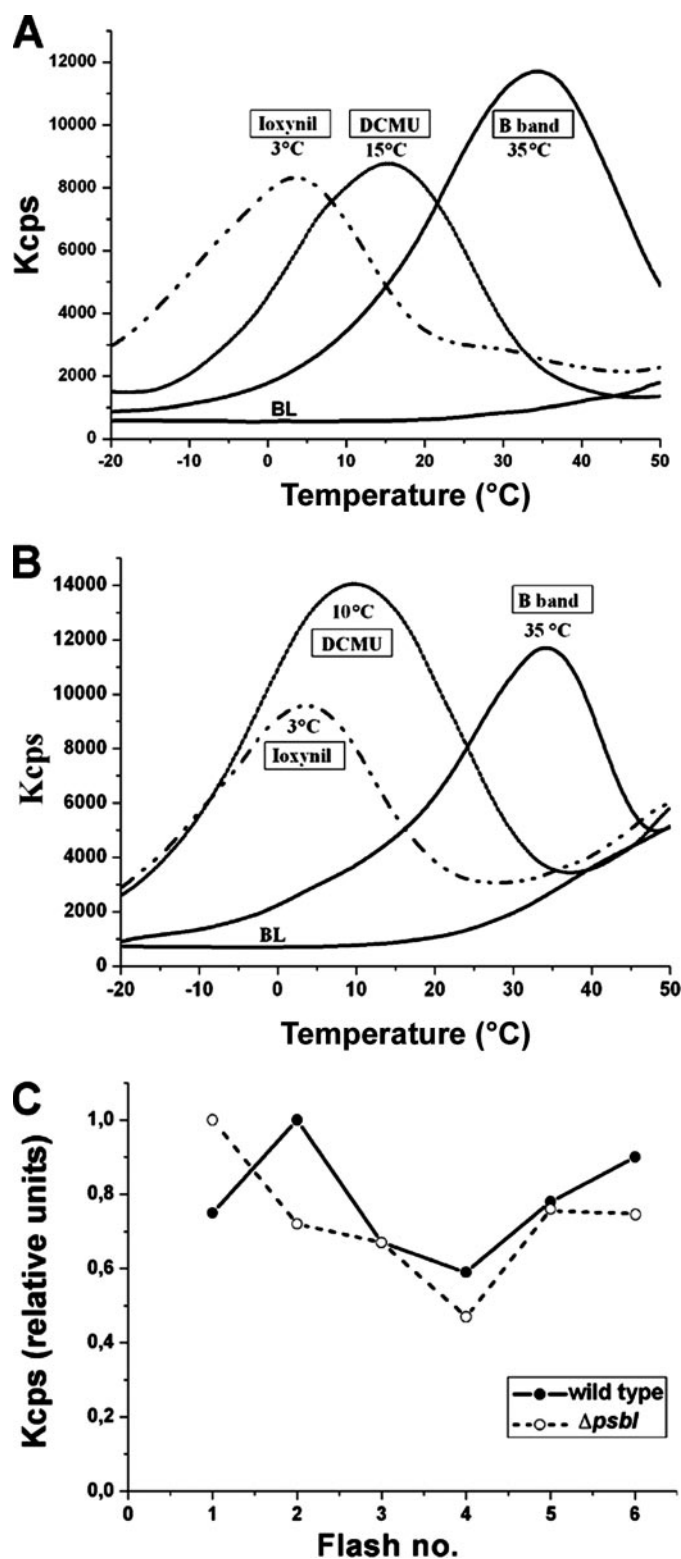 A
12000
10000
8000
6000
4000
2000
0
Kcps
Ioxynil
3°C
DCMU
15°C
B band
35°C
BL
-20 -10 0 10 20 30 40 50
Temperature (°C)
B
14000
12000
10000
8000
6000
4000
2000
0
Kcps
10°C
DCMU
3°C
Ioxynil
B band
35 °C
BL
-20 -10 0 10 20 30 40 50
Temperature (°C)
C
1,0
0,8
0,6
0,4
0,2
0,0
Kcps (relative units)
wild type
ΔpsbI
0 1 2 3 4 5 6
Flash no.